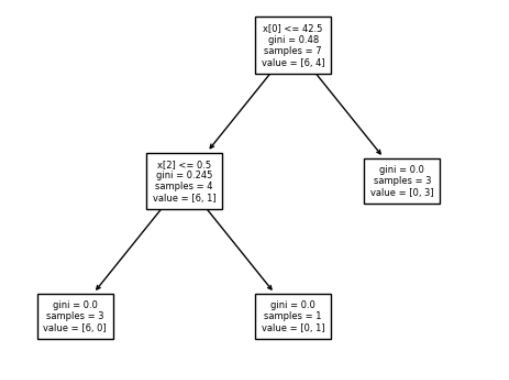 x[0] <= 42.5
gini = 0.48
samples = 7
value = [6, 4]
x[2] <= 0.5
gini = 0.245
samples = 4
value = [6, 1]
gini = 0.0
samples = 3
value = [0, 3]
gini = 0.0
samples = 3
value = [6, 0]
gini = 0.0
samples = 1
value = [0, 1]